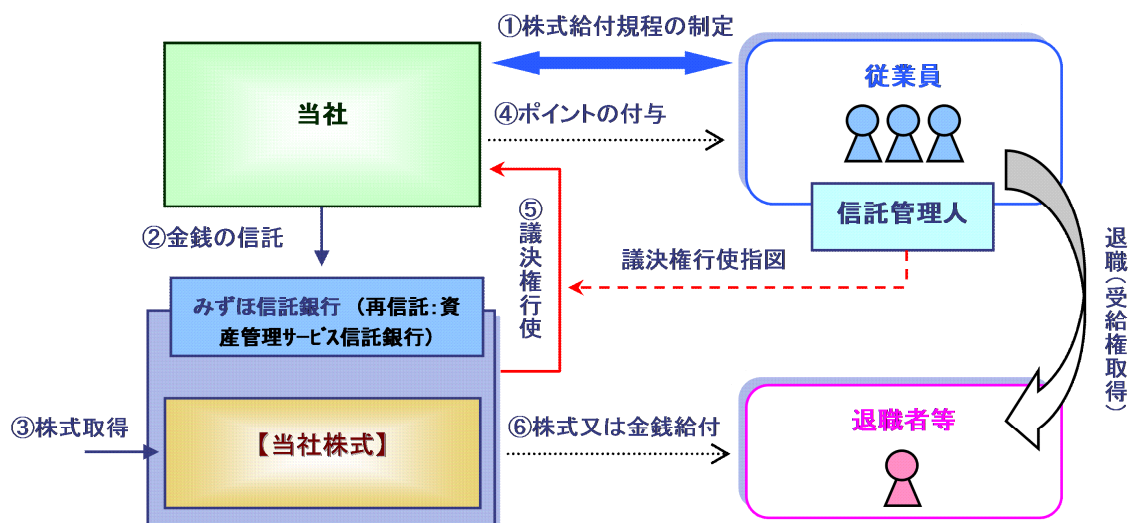 ①株式給付規程の制定
当社
従業員
④ポイントの付与
信託管理人
②金銭の信託
⑤議決権行使
議決権行使指図
退職(受給権取得)
みずほ信託銀行 (再信託:資
産管理サービス信託銀行)
③株式取得
【当社株式】
⑥株式又は金銭給付
退職者等